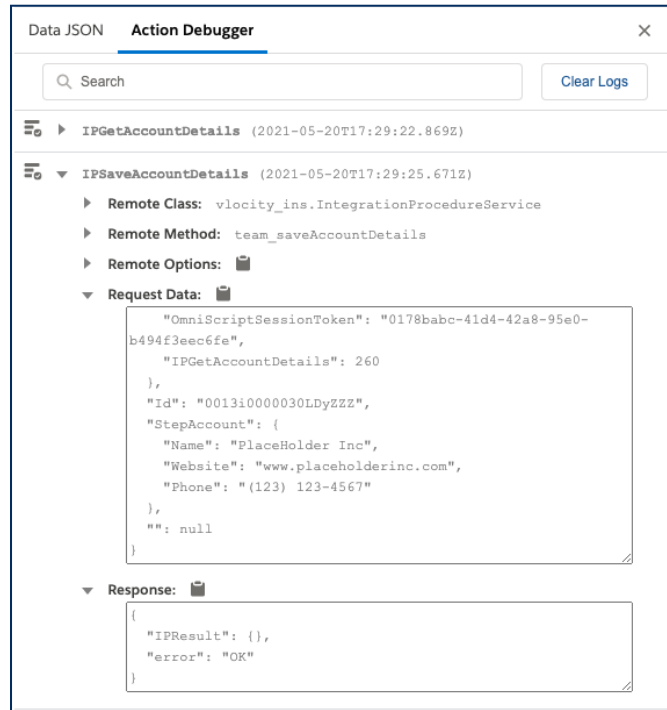 Data JSON Action Debugger
Search Clear Logs
IPGetAccountDetails (2021-05-20T17:29:22.869Z)
IPSaveAccountDetails (2021-05-20T17:29:25.671Z)
Remote Class: vlocity_ins.IntegrationProcedureService
Remote Method: team_saveAccountDetails
Remote Options:
Request Data:
"OmniScriptSessionToken": "0178babc-41d4-42a8-95e0-
b494f3eec6fe",
"IPGetAccountDetails": 260
},
"Id": "0013i0000030LDyZZZ",
"StepAccount": {
"Name": "PlaceHolder Inc",
"Website": "www.placeholderinc.com",
"Phone": "(123) 123-4567"
},
"": null
}
Response:
{
"IPResult": {},
"error": "OK"
}